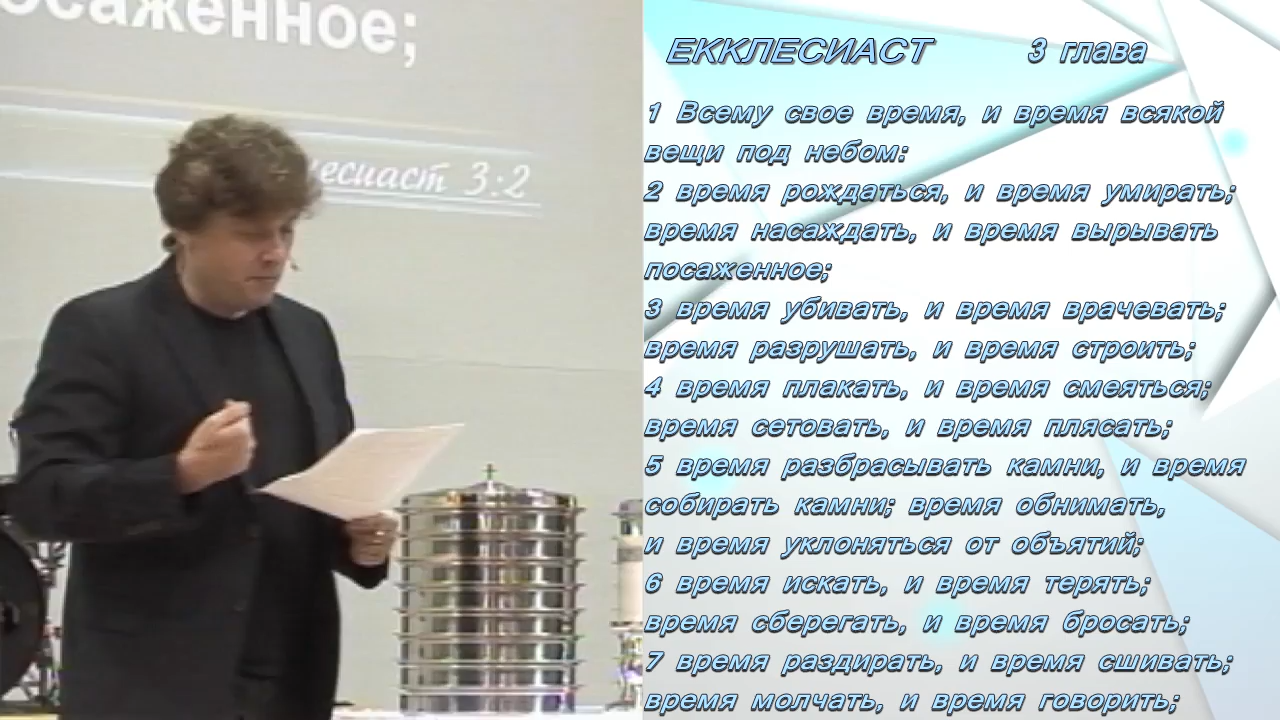 посаженное;
Екклесиаст 3:2
ЕККЛЕСИАСТ 3 глава
1 Всему свое время, и время всякой
вещи под небом:
2 время рождаться, и время умирать;
время насаждать, и время вырывать
посаженное;
3 время убивать, и время врачевать;
время разрушать, и время строить;
4 время плакать, и время смеяться;
время сетовать, и время плясать;
5 время разбрасывать камни, и время
собирать камни; время обнимать,
и время уклоняться от объятий;
6 время искать, и время терять;
время сберегать, и время бросать;
7 время раздирать, и время сшивать;
время молчать, и время говорить;